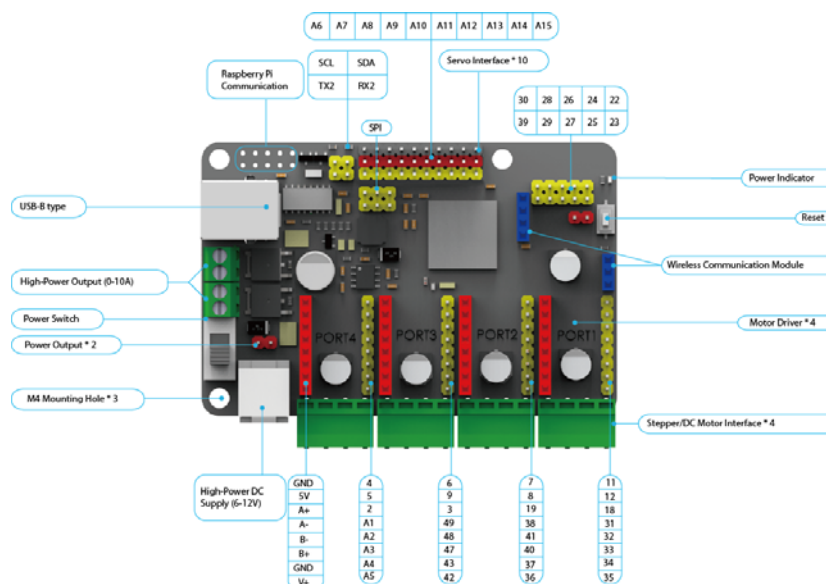 A6 A7 A8 A9 A10 A11 A12 A13 A14 A15
SCL SDA
TX2 RX2
Servo Interface * 10
Raspberry Pi
Communication
30 28 26 24 22
39 29 27 25 23
SPI
Power Indicator
USB-B type
Reset
Wireless Communication Module
High-Power Output (0-10A)
Power Switch
Motor Driver * 4
Power Output * 2
PORT4 PORT3 PORT2 PORT1
M4 Mounting Hole * 3
Stepper/DC Motor Interface * 4
High-Power DC
Supply (6-12V)
GND 4 6 7 11
5V 5 9 8 12
A+ 2 3 19 18
A- A1 49 38 31
B- A2 48 41 32
B+ A3 47 40 33
GND A4 43 37 34
V+ A5 42 36 35